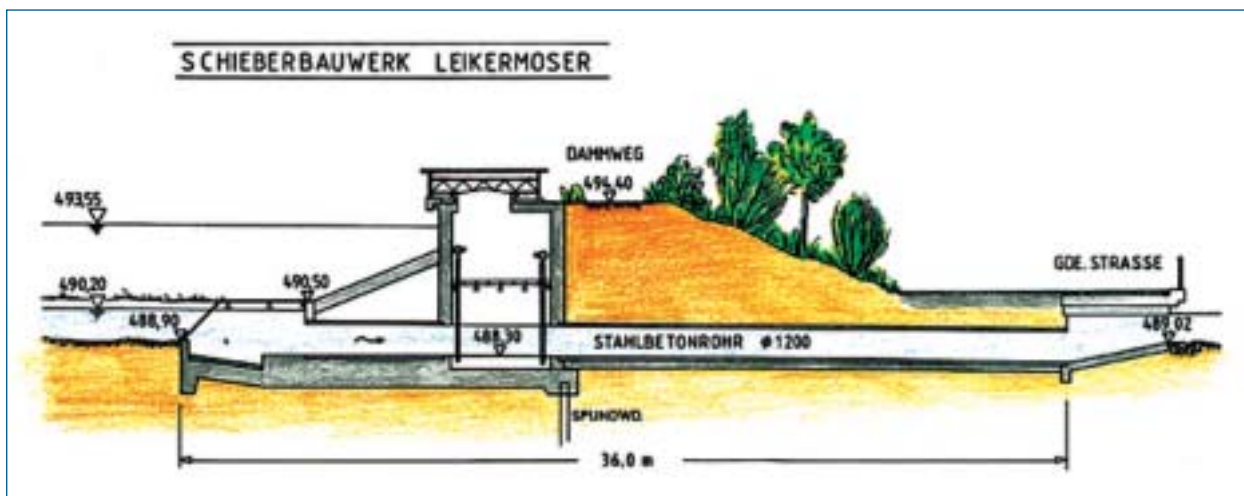 SCHIEBERBAUWERK LEIKERMOSER
DAMMWEG
494.40
493,55
GDE. STRASSE
490,20
490,50
488,90
488,30
STAHLBETONROHR ⌀1200
489,02
SPUNDWD.
36,0 m